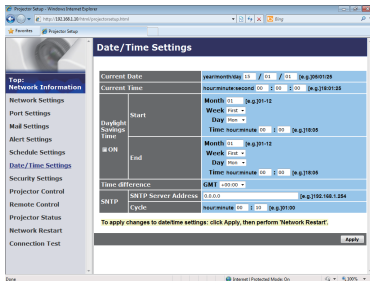 Projector Setup - Windows Internet Explorer
http://192.168.1.10/html/projectorsetup.html
Bing
Favorites Projector Setup
Date/Time Settings
Top:
Network Information
Network Settings
Port Settings
Mail Settings
Alert Settings
Schedule Settings
Date/Time Settings
Security Settings
Projector Control
Remote Control
Projector Status
Network Restart
Connection Test
Current Date year/month/day 13 / 01 / 01 [e.g.]05/01/25
Current Time hour:minute:second 00 : 00 : 00 [e.g.]18:01:25
Daylight Savings Time
ON
Start
Month 01 [e.g.]01-12
Week First
Day Mon
Time hour:minute 00 : 00 [e.g.]18:05
End
Month 01 [e.g.]01-12
Week First
Day Mon
Time hour:minute 00 : 00 [e.g.]18:05
Time difference GMT +00:00
SNTP
SNTP Server Address 0.0.0.0 [e.g.]192.168.1.254
Cycle hour:minute 00 : 10 [e.g.]01:00
To apply changes to date/time settings: click Apply, then perform 'Network Restart'.
Apply
Done
Internet | Protected Mode: On
100%